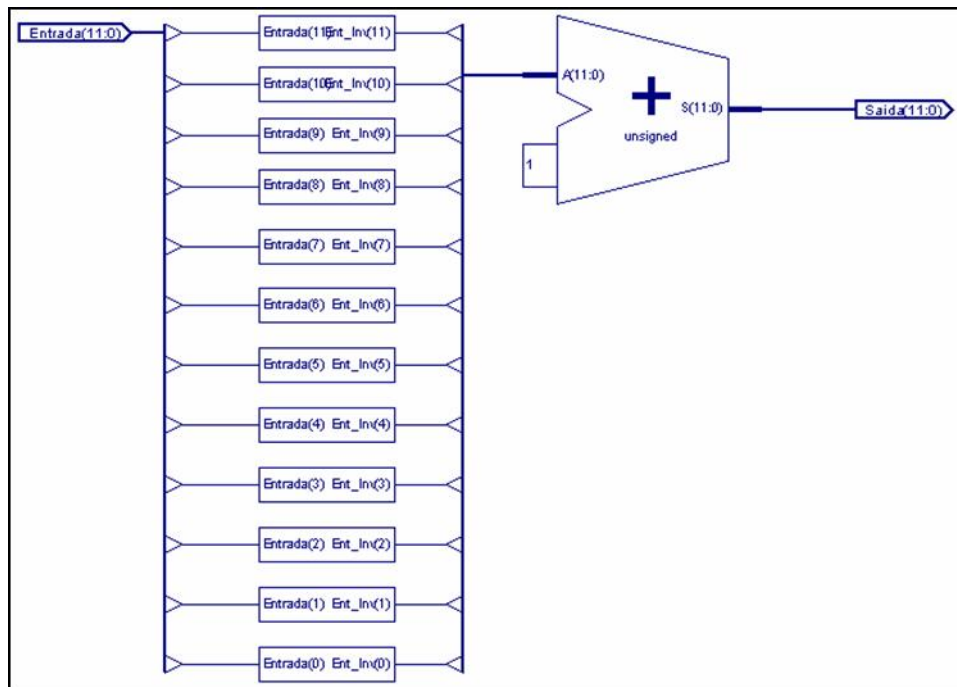 Entrada(11:0)
Entrada(11) Ent_Inv(11)
Entrada(10) Ent_Inv(10)
A(11:0)
S(11:0)
Saida(11:0)
unsigned
1
Entrada(9) Ent_Inv(9)
Entrada(8) Ent_Inv(8)
Entrada(7) Ent_Inv(7)
Entrada(6) Ent_Inv(6)
Entrada(5) Ent_Inv(5)
Entrada(4) Ent_Inv(4)
Entrada(3) Ent_Inv(3)
Entrada(2) Ent_Inv(2)
Entrada(1) Ent_Inv(1)
Entrada(0) Ent_Inv(0)